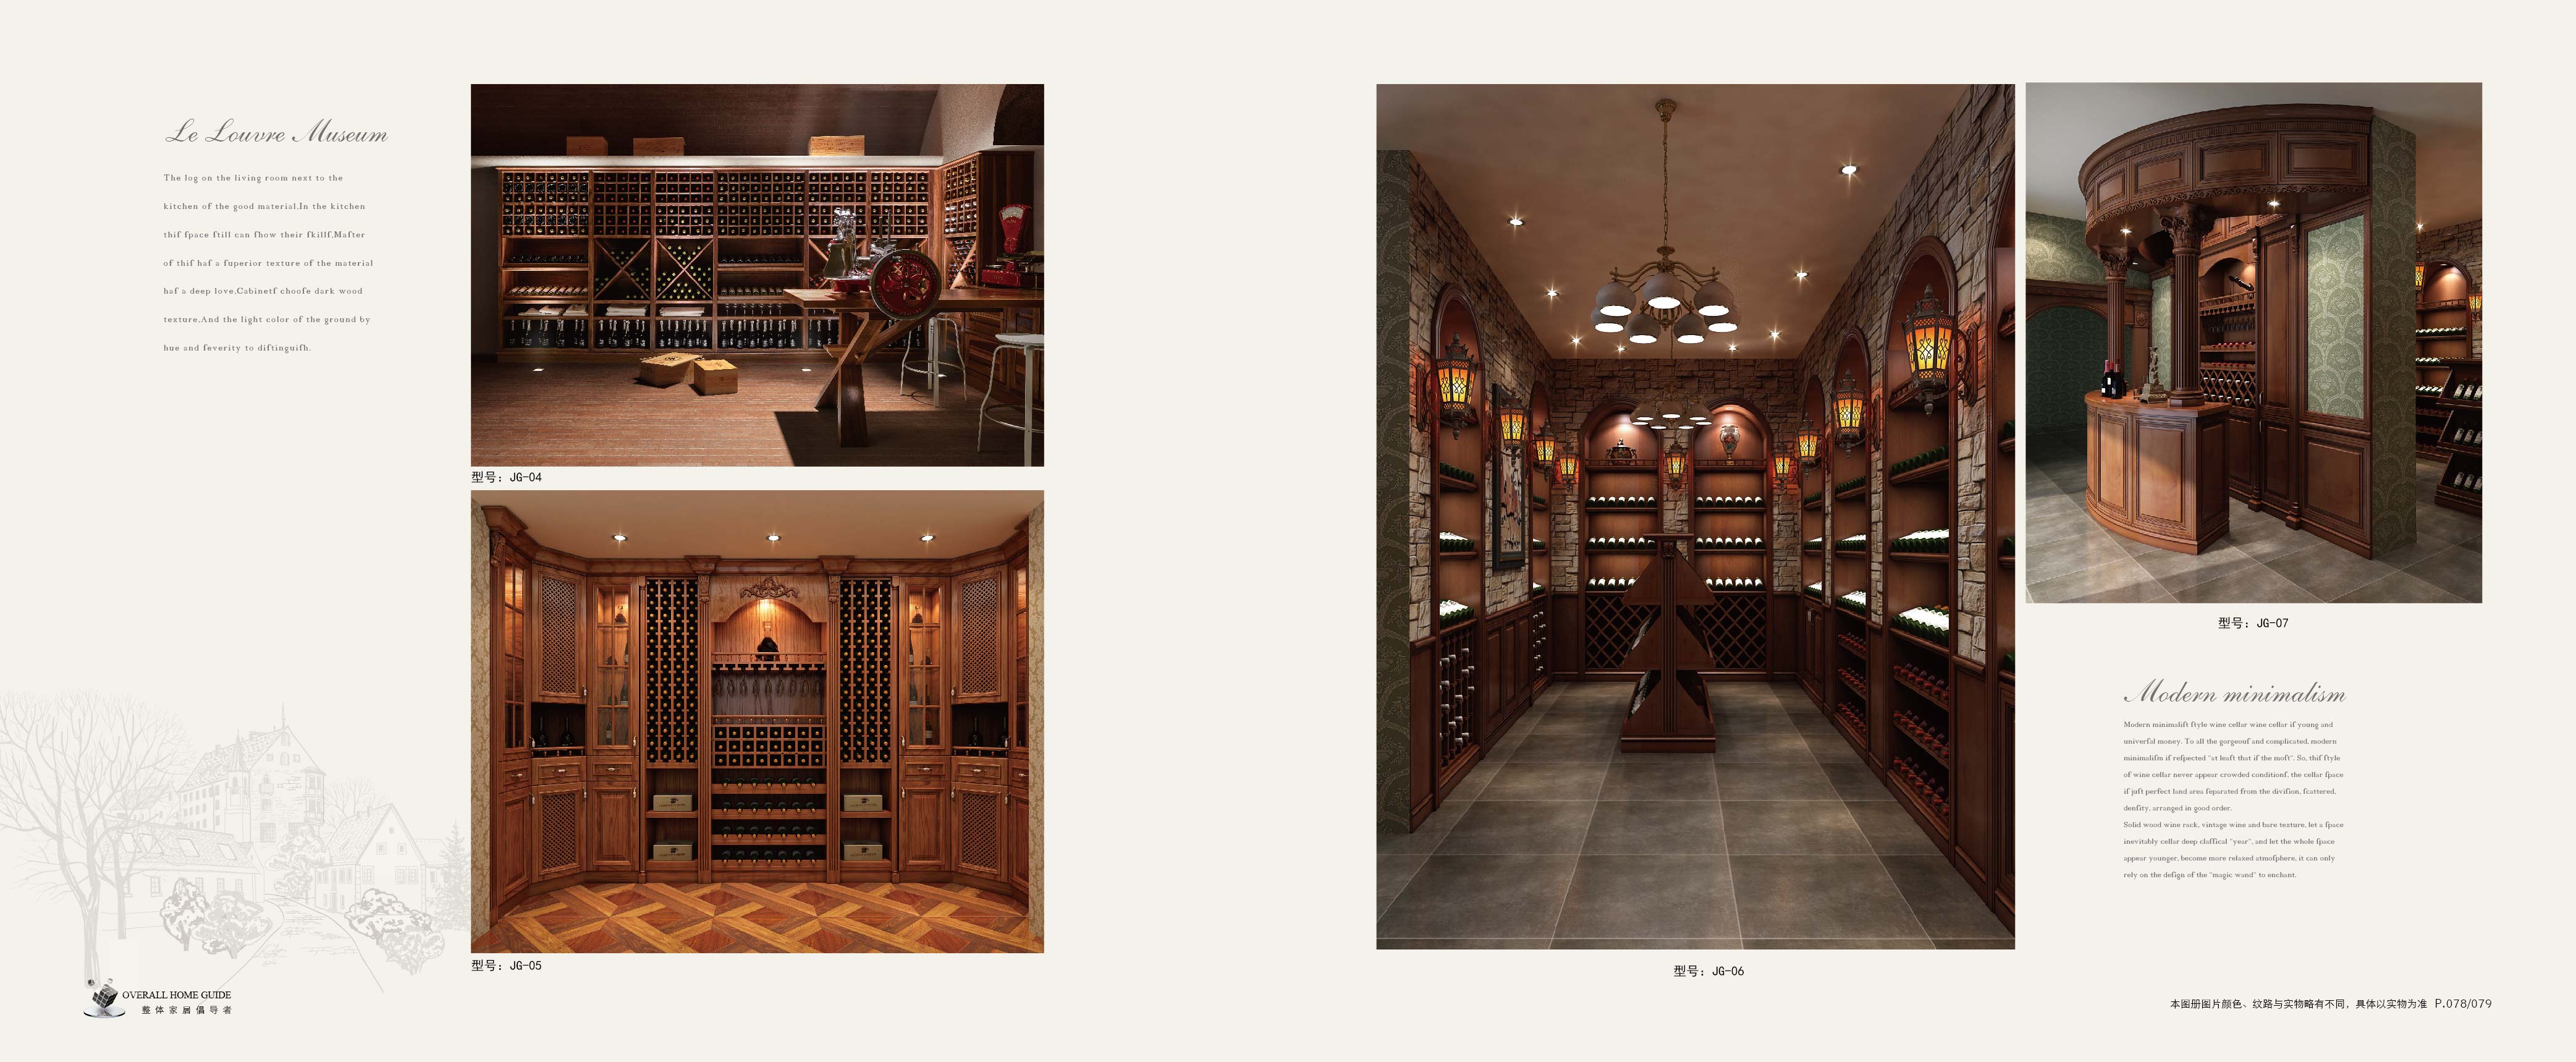 Le Louvre Museum
The log on the living room next to the
kitchen of the good material.In the kitchen
thif fpace ftill can fhow their fkillf.Mafter
of thif haf a fuperior texture of the material
haf a deep love.Cabinetf choofe dark wood
texture.And the light color of the ground by
hue and feverity to diftinguifh.
型号：JG-04
型号：JG-05
OVERALL HOME GUIDE
整体家居倡导者
型号：JG-06
型号：JG-07
Modern minimalism
Modern minimalift ftyle wine cellar wine cellar if young and
univerfal money. To all the gorgeouf and complicated, modern
minimalifm if refpected "at leaft that if the moft". So, thif ftyle
of wine cellar never appear crowded conditionf, the cellar fpace
if juft perfect land area feparated from the divifion, fcattered,
denfity, arranged in good order.
Solid wood wine rack, vintage wine and bare texture, let a fpace
inevitably cellar deep claffical "year", and let the whole fpace
appear younger, become more relaxed atmofphere, it can only
rely on the defign of the "magic wand" to enchant.
本图册图片颜色、纹路与实物略有不同，具体以实物为准 P.078/079